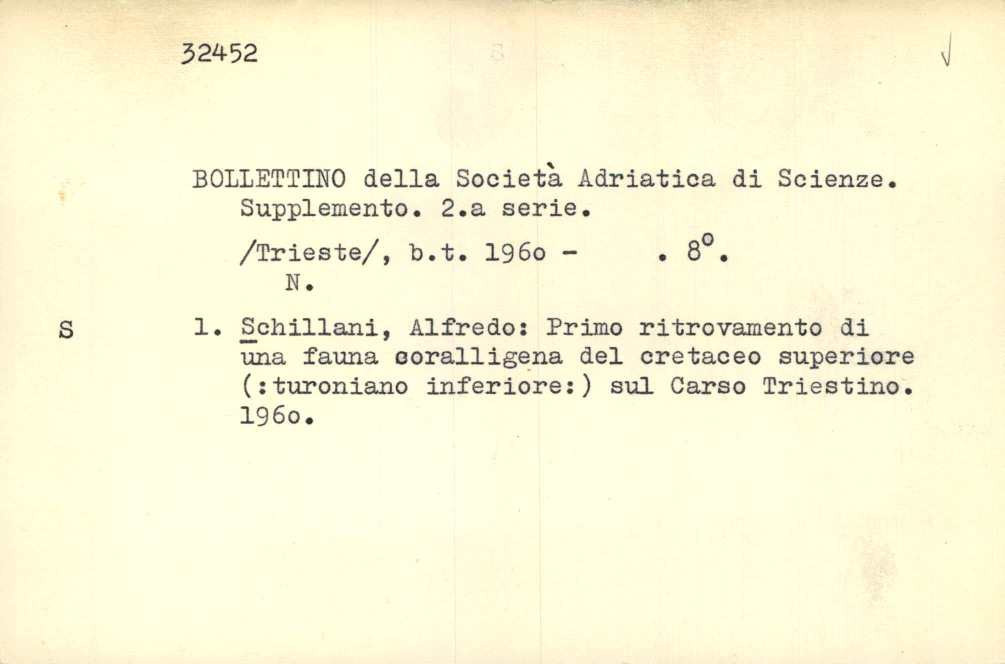 32452
BOLLETTINO della Società Adriatica di Scienze.
Supplemento. 2.a serie.
/Trieste/, b.t. 196o - . 8°.
N.
S 1. Schillani, Alfredo: Primo ritrovamento di
una fauna coralligena del cretaceo superiore
(:turoniano inferiore:) sul Carso Triestino.
196o.